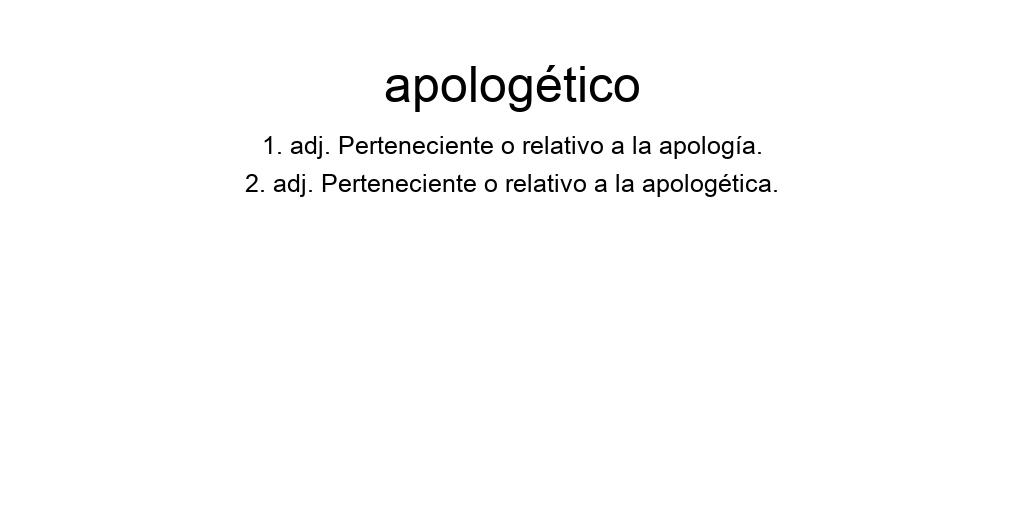 apologético
1. adj. Perteneciente o relativo a la apología.
2. adj. Perteneciente o relativo a la apologética.